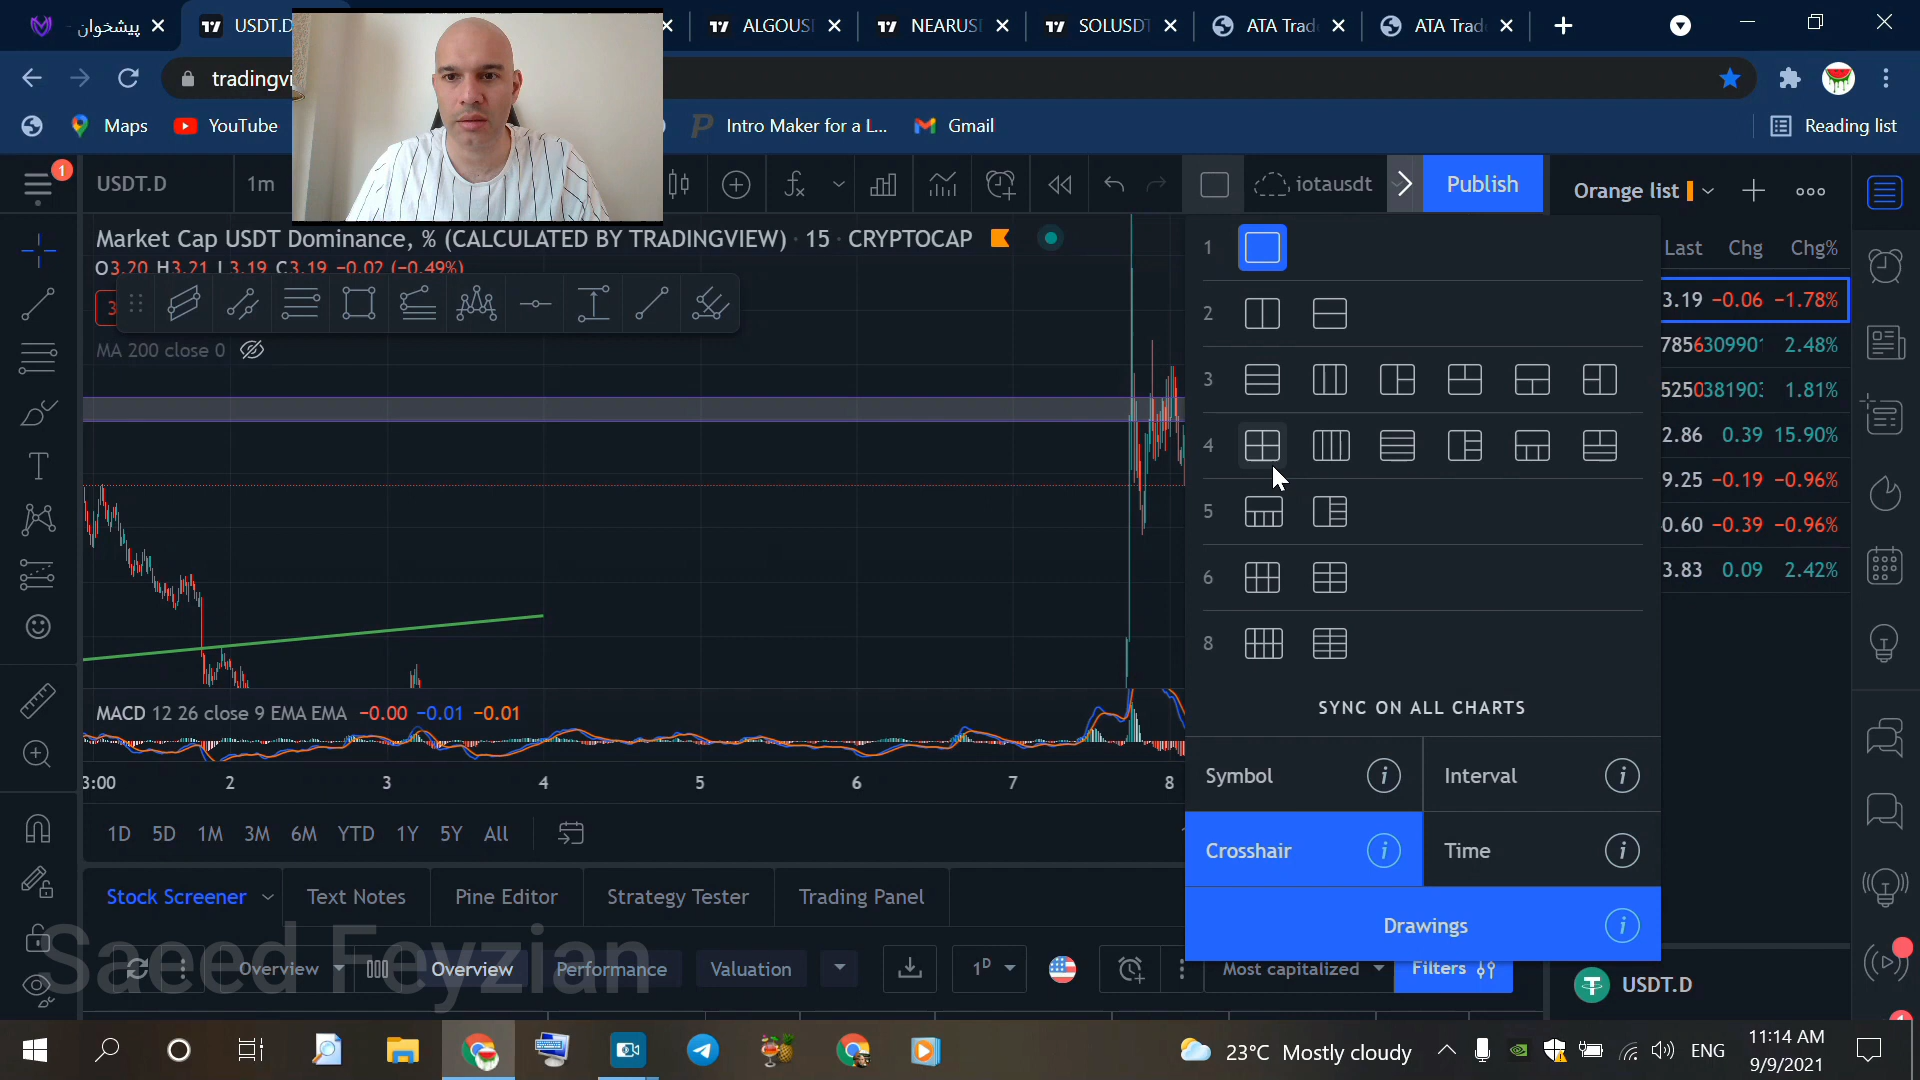 پیشخوان
USDT.D
ALGOUS
NEARUS
SOLUSDT
ATA Trad
ATA Trad
tradingvi
Maps
YouTube
Intro Maker for a L...
Gmail
Reading list
1
USDT.D
1m
iotausdt
Publish
Orange list
Market Cap USDT Dominance, % (CALCULATED BY TRADINGVIEW) · 15 · CRYPTOCAP
O3.20 H3.21 L3.19 C3.19 −0.02 (−0.49%)
MA 200 close 0
Last Chg Chg%
3.19 −0.06 −1.78%
2.48%
1.81%
2.86 0.39 15.90%
9.25 −0.19 −0.96%
0.60 −0.39 −0.96%
3.83 0.09 2.42%
1
2
3
4
5
6
8
SYNC ON ALL CHARTS
Symbol
Interval
Crosshair
Time
Drawings
MACD 12 26 close 9 EMA EMA −0.00 −0.01 −0.01
3:00 2 3 4 5 6 7 8
1D 5D 1M 3M 6M YTD 1Y 5Y All
Stock Screener
Text Notes
Pine Editor
Strategy Tester
Trading Panel
Saeed Feyzian
Overview
Overview
Performance
Valuation
1D
Most capitalized
Filters
USDT.D
23°C Mostly cloudy
ENG
11:14 AM
9/9/2021